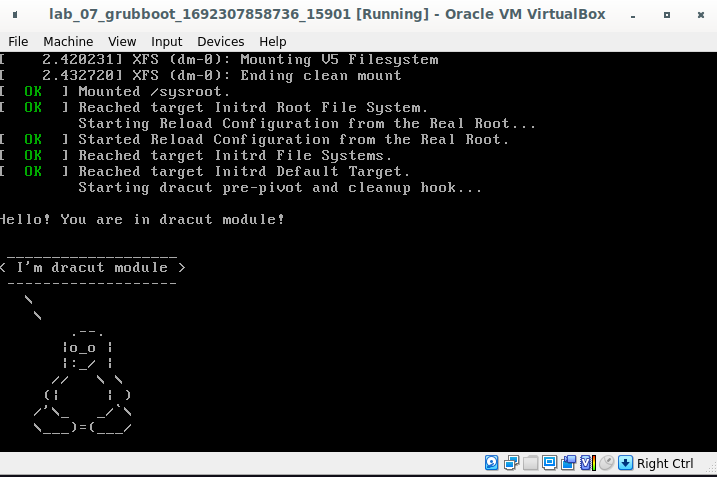 lab_07_grubboot_1692307858736_15901 [Running] - Oracle VM VirtualBox
File Machine View Input Devices Help
[    2.420231] XFS (dm-0): Mounting V5 Filesystem
[    2.432720] XFS (dm-0): Ending clean mount
[  OK  ] Mounted /sysroot.
[  OK  ] Reached target Initrd Root File System.
         Starting Reload Configuration from the Real Root...
[  OK  ] Started Reload Configuration from the Real Root.
[  OK  ] Reached target Initrd File Systems.
[  OK  ] Reached target Initrd Default Target.
         Starting dracut pre-pivot and cleanup hook...
Hello! You are in dracut module!
 ___________________
< I'm dracut module >
 -------------------
   \
    \
        .--.
       |o_o |
       |:_/ |
      //   \ \
     (|     | )
    /'\_   _/`\
    \___)=(___/
Right Ctrl